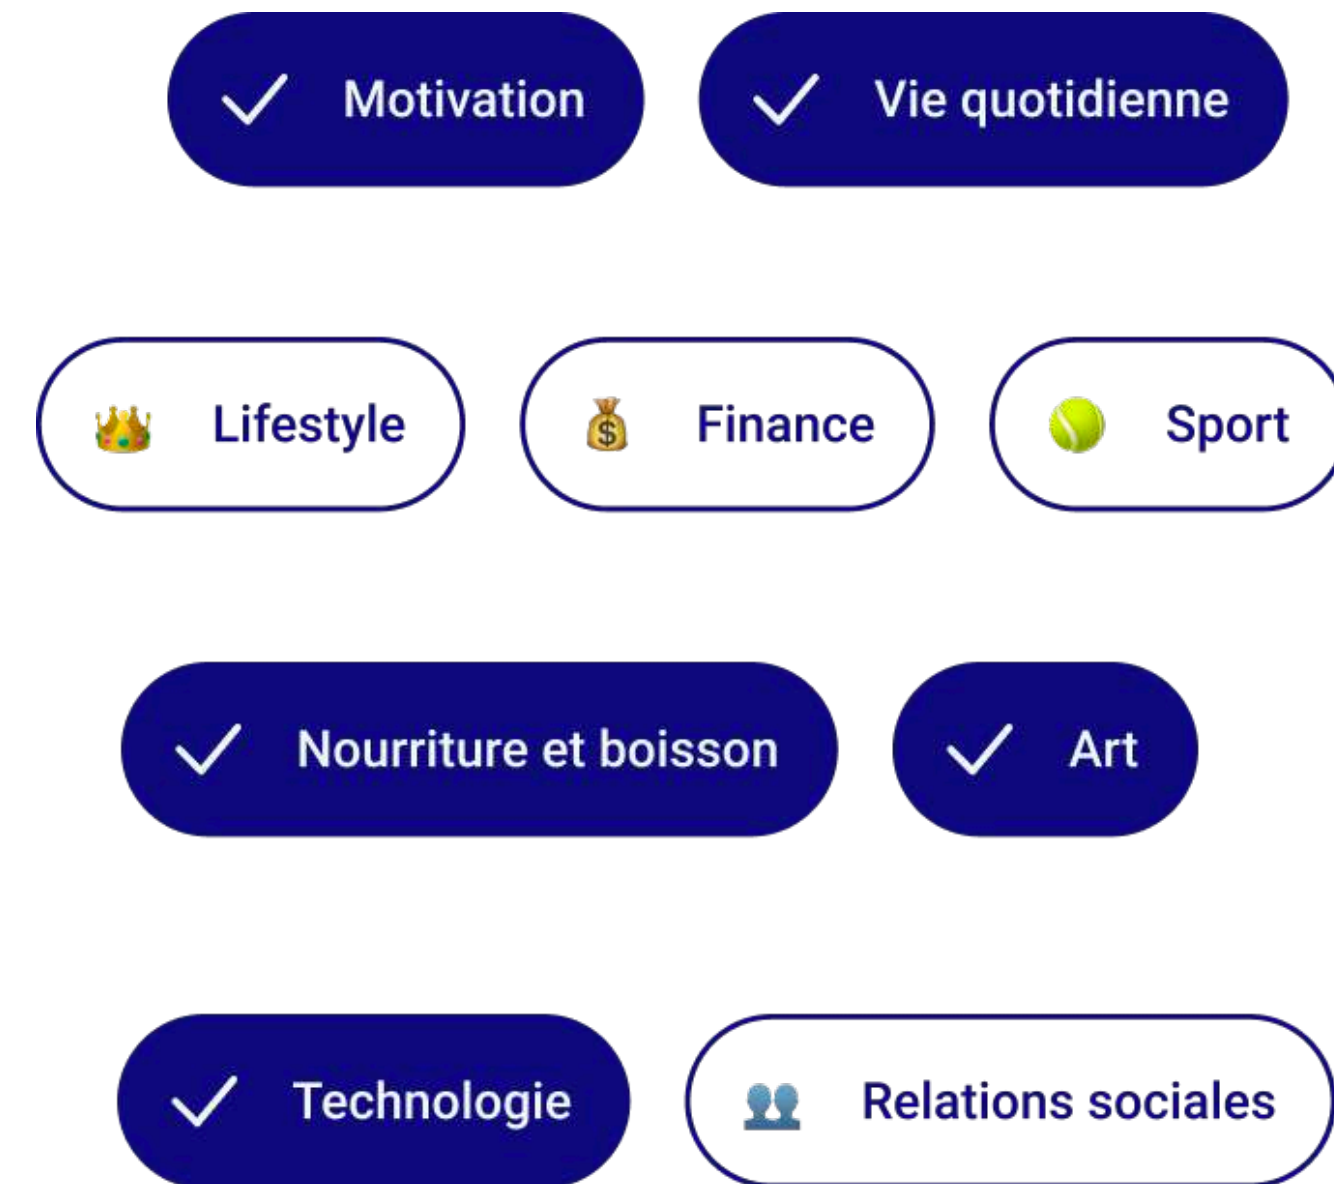 Motivation Vie quotidienne
Lifestyle Finance Sport
Nourriture et boisson Art
Technologie Relations sociales